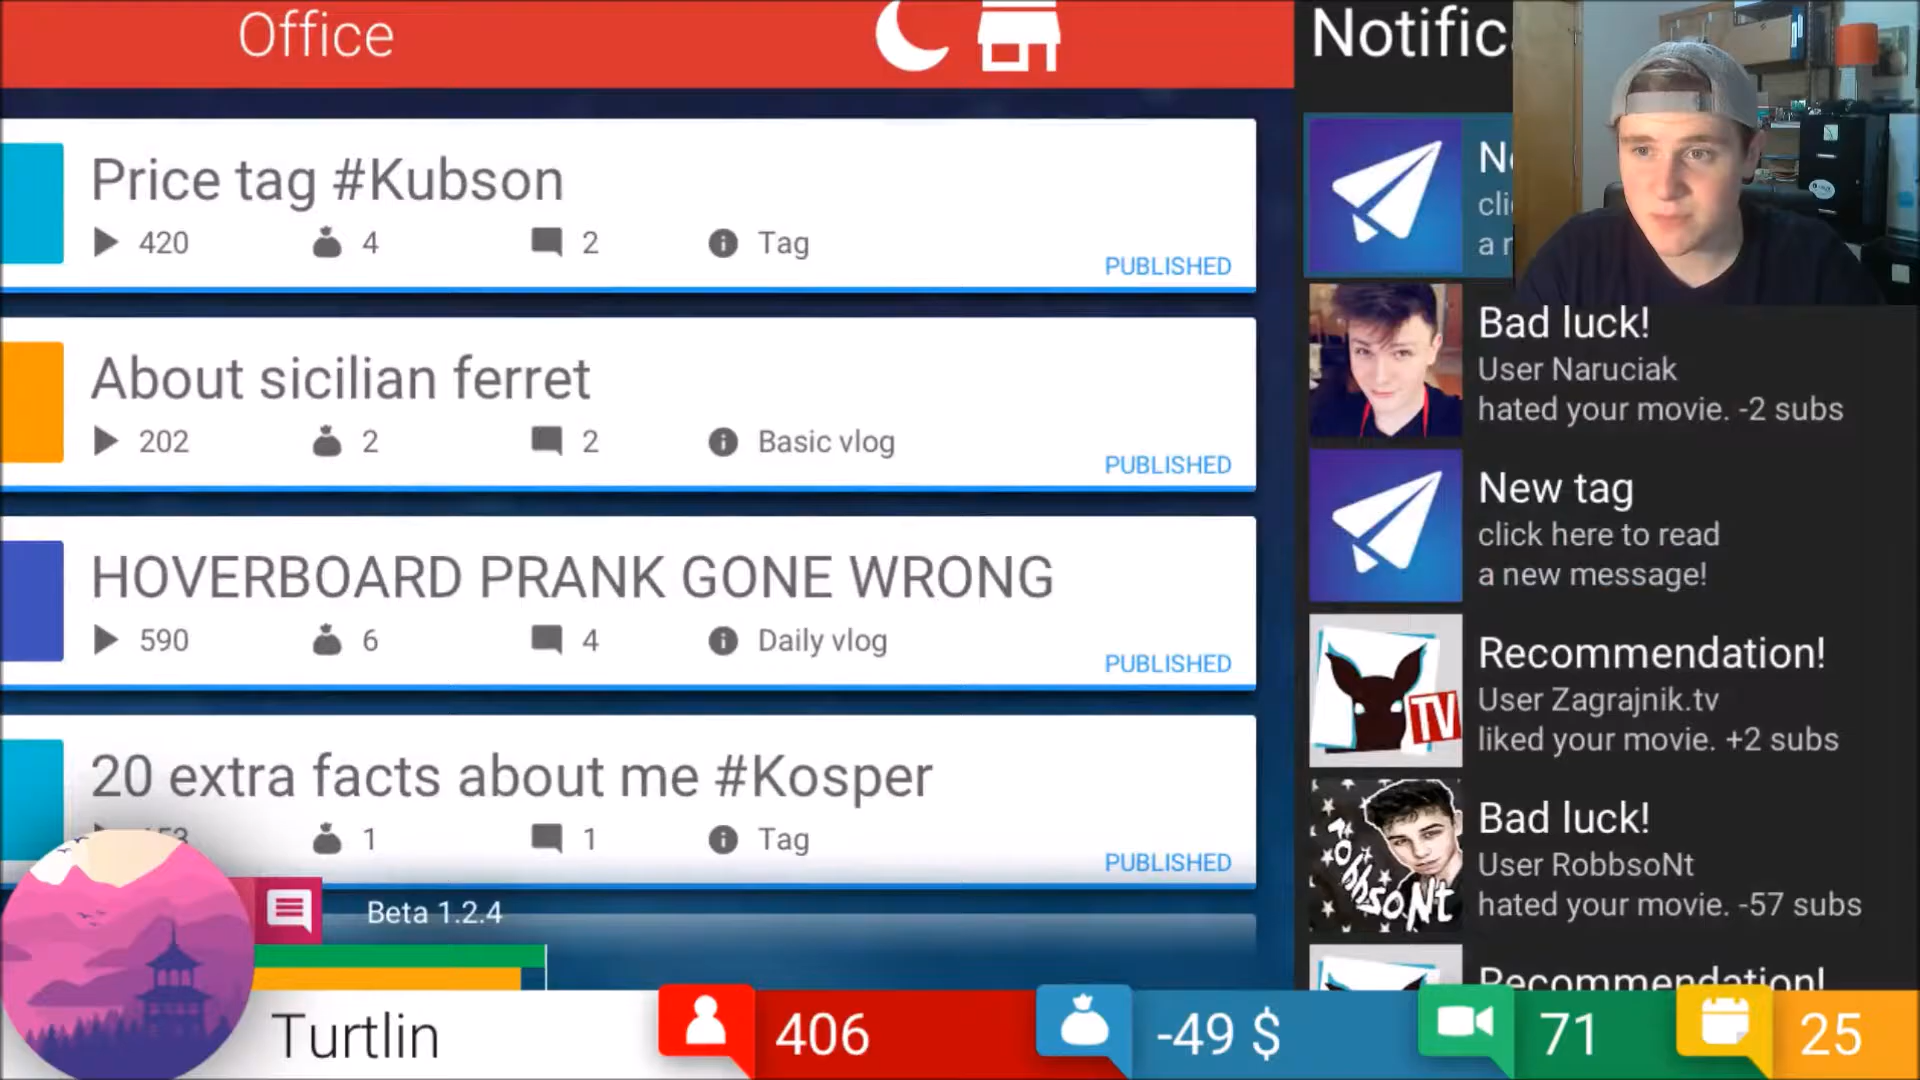 Office
Notific
Price tag #Kubson
420 4 2 Tag
PUBLISHED
About sicilian ferret
202 2 2 Basic vlog
PUBLISHED
HOVERBOARD PRANK GONE WRONG
590 6 4 Daily vlog
PUBLISHED
20 extra facts about me #Kosper
1 1 Tag
PUBLISHED
Beta 1.2.4
Turtlin
406
-49 $
71
25
a
Bad luck!
User Naruciak
hated your movie. -2 subs
New tag
click here to read
a new message!
TV
Recommendation!
User Zagrajnik.tv
liked your movie. +2 subs
RobbsoNt
Bad luck!
User RobbsoNt
hated your movie. -57 subs
Recommendation!